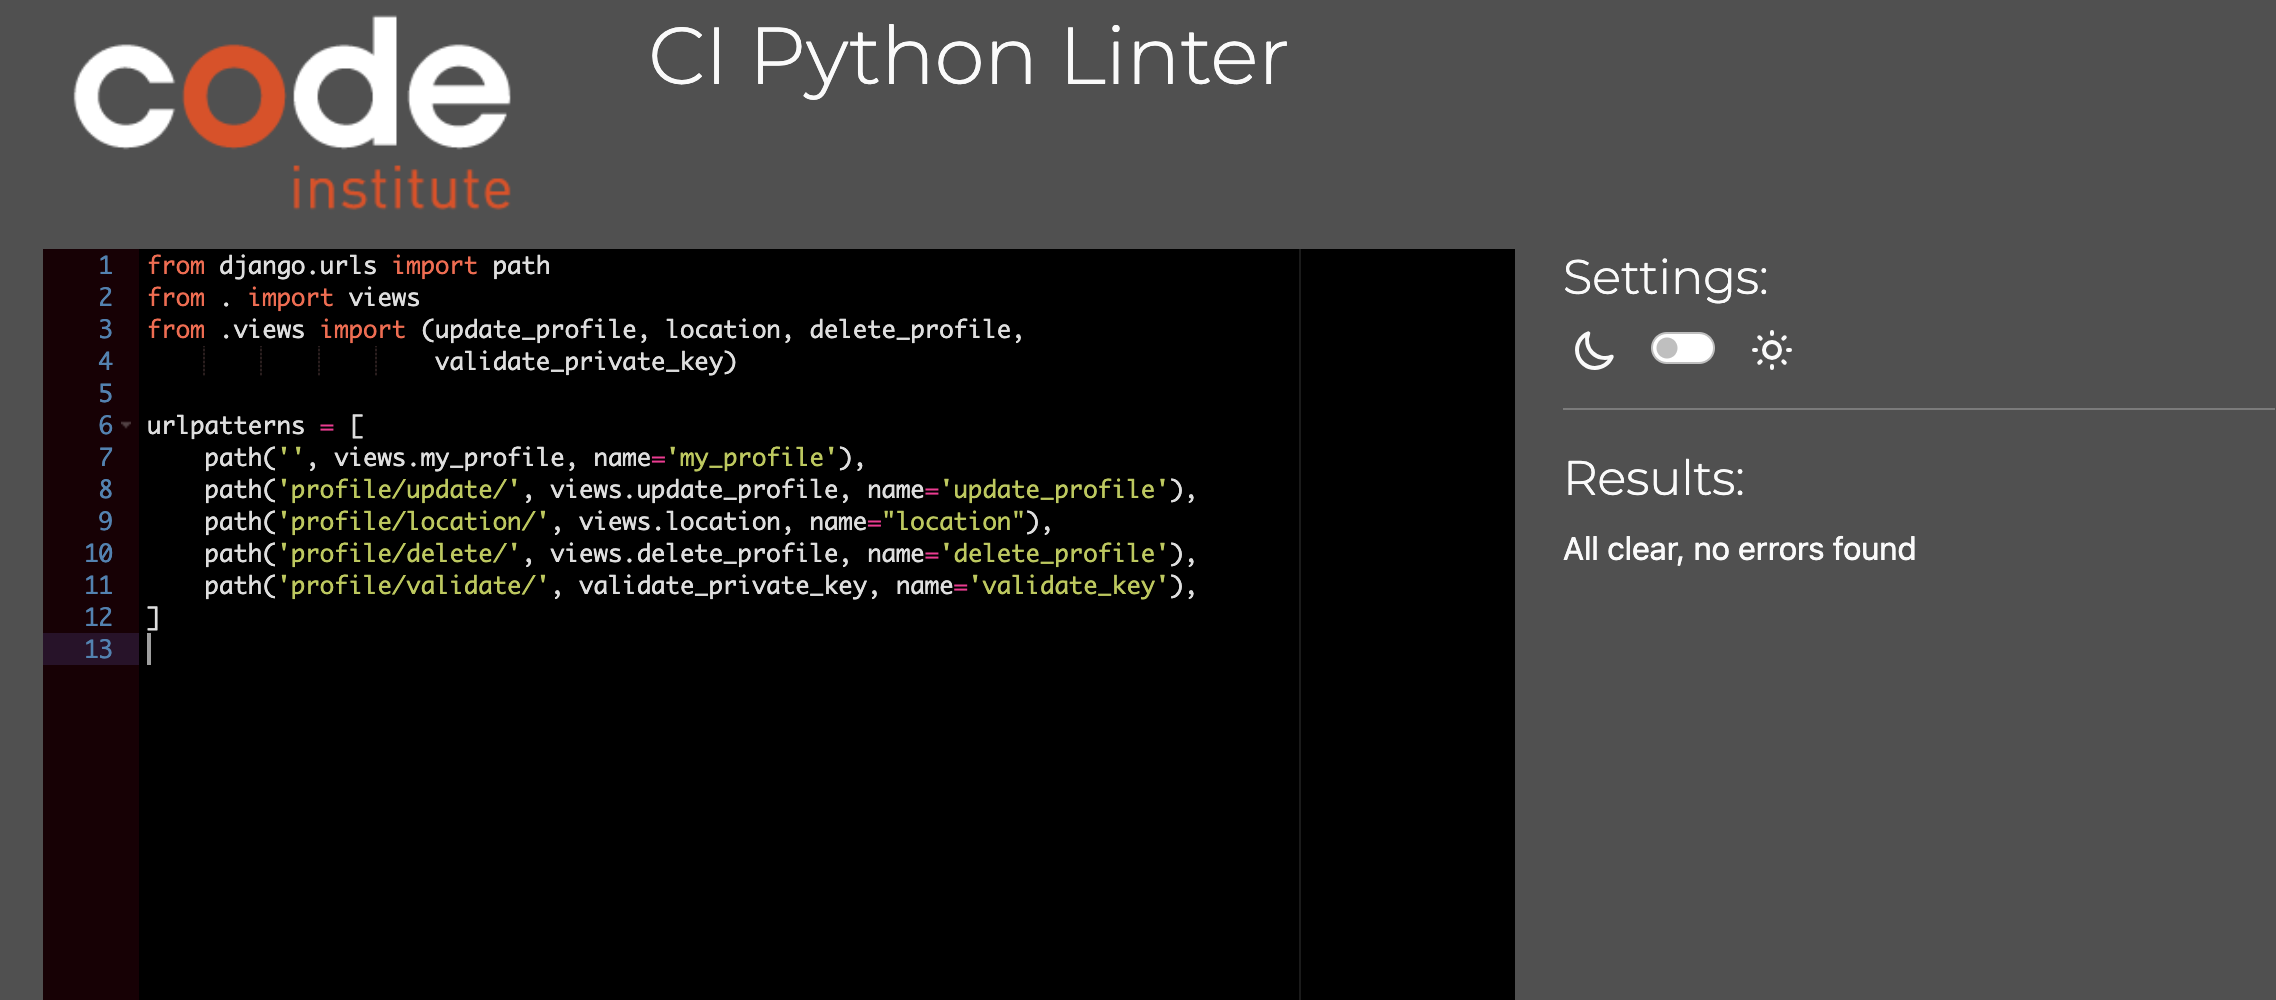 code
institute
CI Python Linter
1 from django.urls import path
2 from . import views
3 from .views import (update_profile, location, delete_profile,
4                     validate_private_key)
5
6 urlpatterns = [
7     path('', views.my_profile, name='my_profile'),
8     path('profile/update/', views.update_profile, name='update_profile'),
9     path('profile/location/', views.location, name="location"),
10     path('profile/delete/', views.delete_profile, name='delete_profile'),
11     path('profile/validate/', validate_private_key, name='validate_key'),
12 ]
13
Settings:
Results:
All clear, no errors found